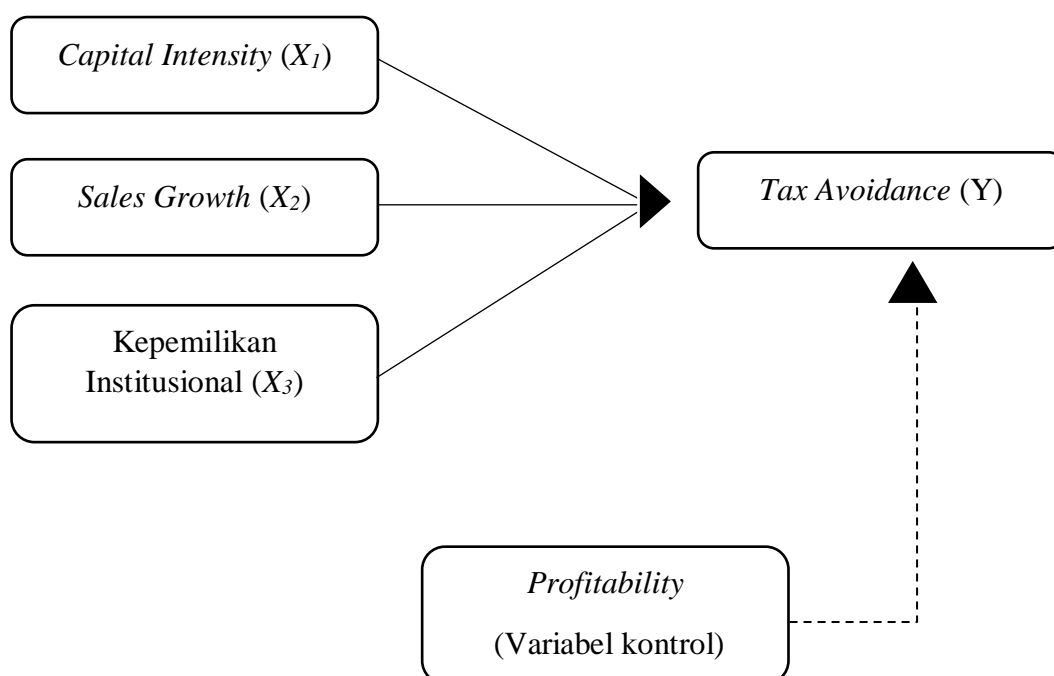 Capital Intensity (X1)
Sales Growth (X2)
Tax Avoidance (Y)
Kepemilikan
Institusional (X3)
Profitability
(Variabel kontrol)